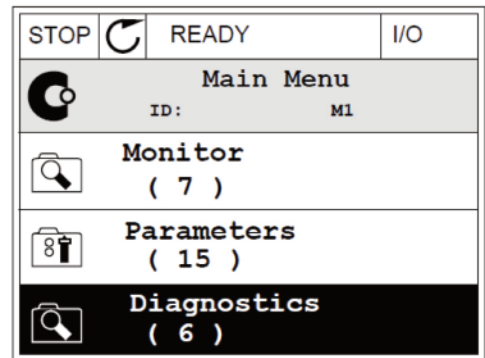 STOP READY I/O
Main Menu
ID: M1
Monitor
( 7 )
Parameters
( 15 )
Diagnostics
( 6 )